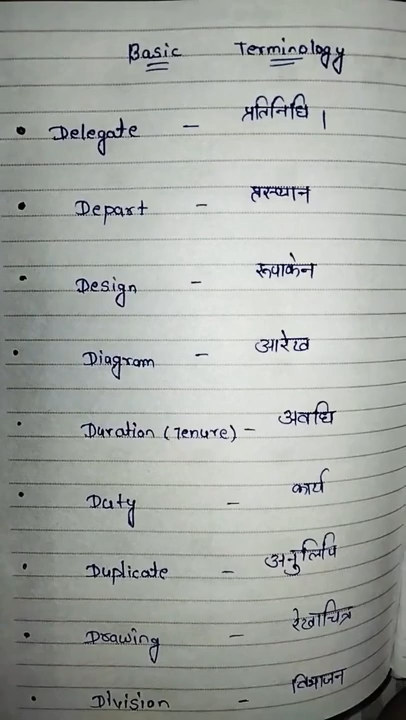 Basic Terminology
• Delegate - प्रतिनिधि ।
• Depart - प्रस्थान
• Design - रूपांकन
• Diagram - आरेख
• Duration (Tenure) - अवधि
• Duty - कार्य
• Duplicate - अनुलिपि
• Drawing - रेखाचित्र
• Division - विभाजन